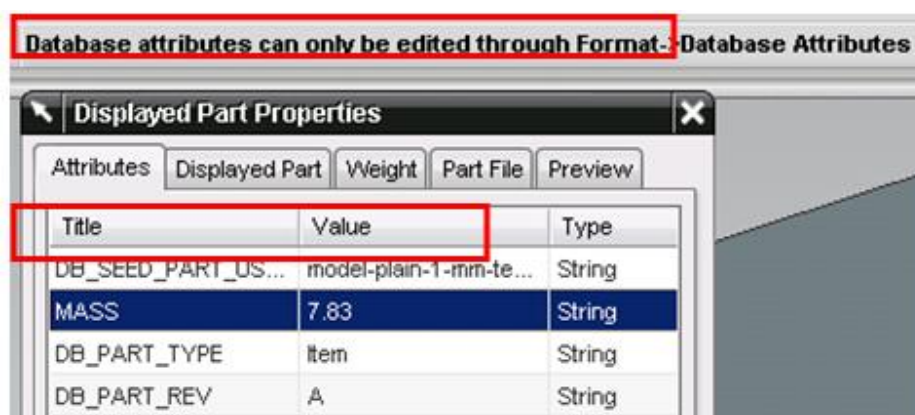 Database attributes can only be edited through Format->Database Attributes
Displayed Part Properties
Attributes Displayed Part Weight Part File Preview
Title Value Type
DB_SEED_PART_US... model-plain-1-mm-te... String
MASS 7.83 String
DB_PART_TYPE Item String
DB_PART_REV A String